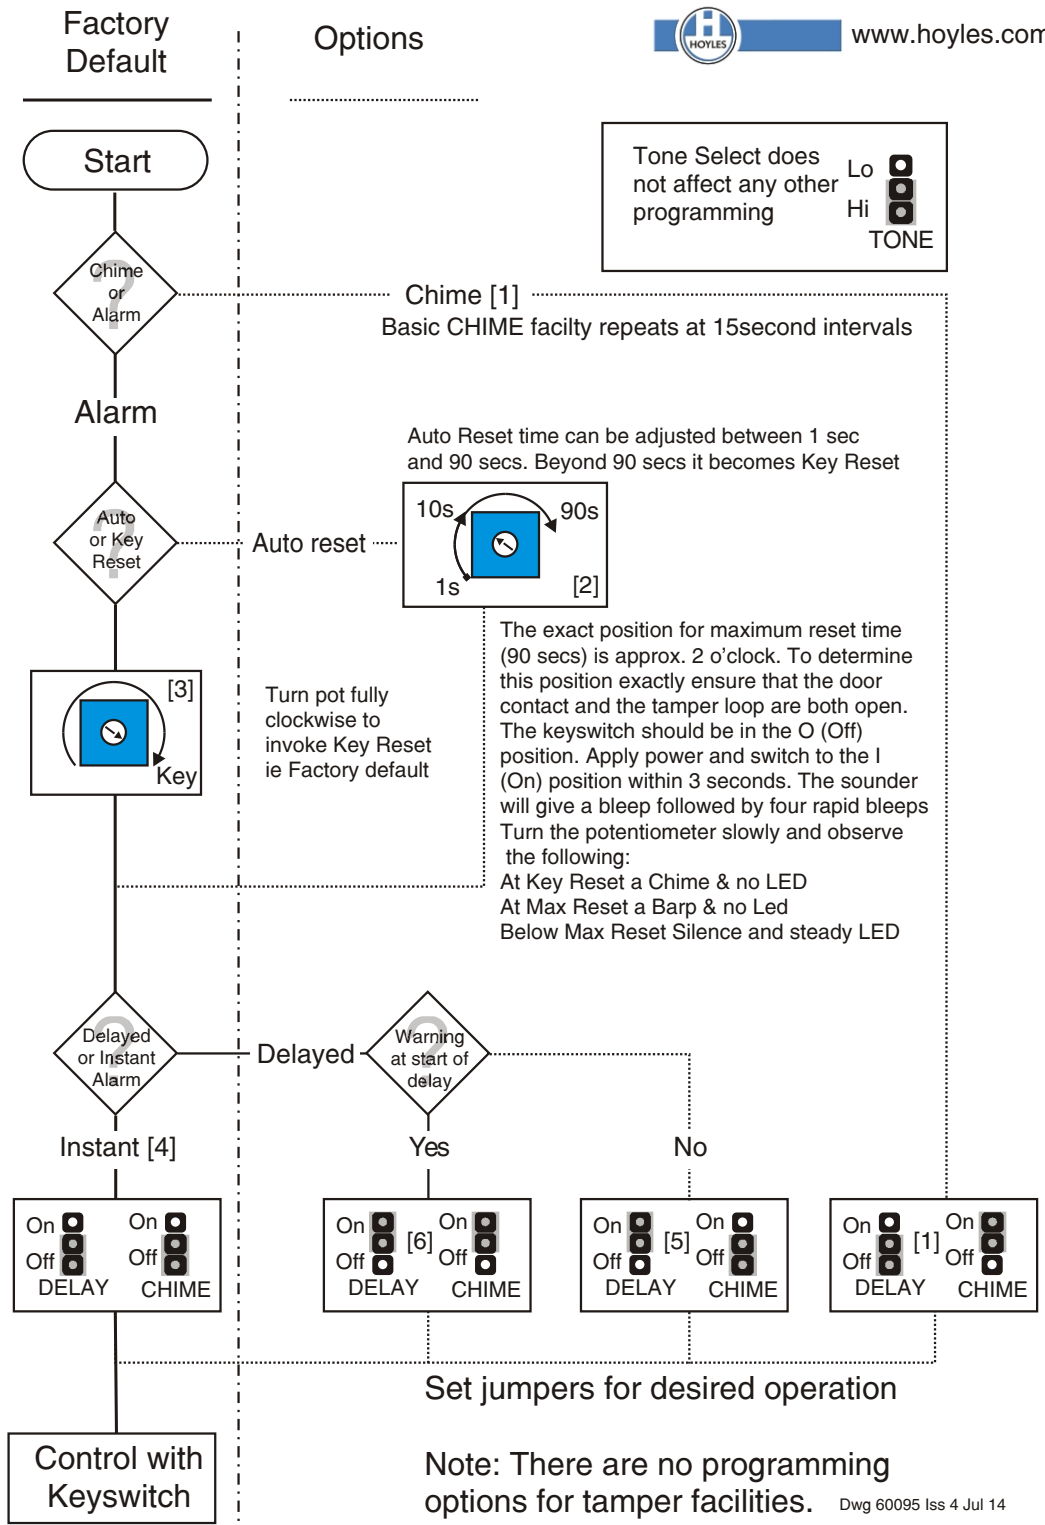 Factory
Default
Options
HOYLES
www.hoyles.com
Start
Tone Select does
not affect any other
programming
Lo
Hi
TONE
?
Chime
or
Alarm
Chime [1]
Basic CHIME facilty repeats at 15second intervals
Alarm
Auto Reset time can be adjusted between 1 sec
and 90 secs. Beyond 90 secs it becomes Key Reset
?
Auto
or Key
Reset
Auto reset
10s
90s
1s
[2]
The exact position for maximum reset time
(90 secs) is approx. 2 o'clock. To determine
this position exactly ensure that the door
contact and the tamper loop are both open.
The keyswitch should be in the O (Off)
position. Apply power and switch to the I
(On) position within 3 seconds. The sounder
will give a bleep followed by four rapid bleeps
Turn the potentiometer slowly and observe
the following:
At Key Reset a Chime & no LED
At Max Reset a Barp & no Led
Below Max Reset Silence and steady LED
[3]
Key
Turn pot fully
clockwise to
invoke Key Reset
ie Factory default
?
Delayed
or Instant
Alarm
Delayed
?
Warning
at start of
delay
Instant [4]
Yes
No
On
Off
DELAY
On
Off
CHIME
On
Off
DELAY
[6]
On
Off
CHIME
On
Off
DELAY
[5]
On
Off
CHIME
On
Off
DELAY
[1]
On
Off
CHIME
Set jumpers for desired operation
Control with
Keyswitch
Note: There are no programming
options for tamper facilities.
Dwg 60095 Iss 4 Jul 14